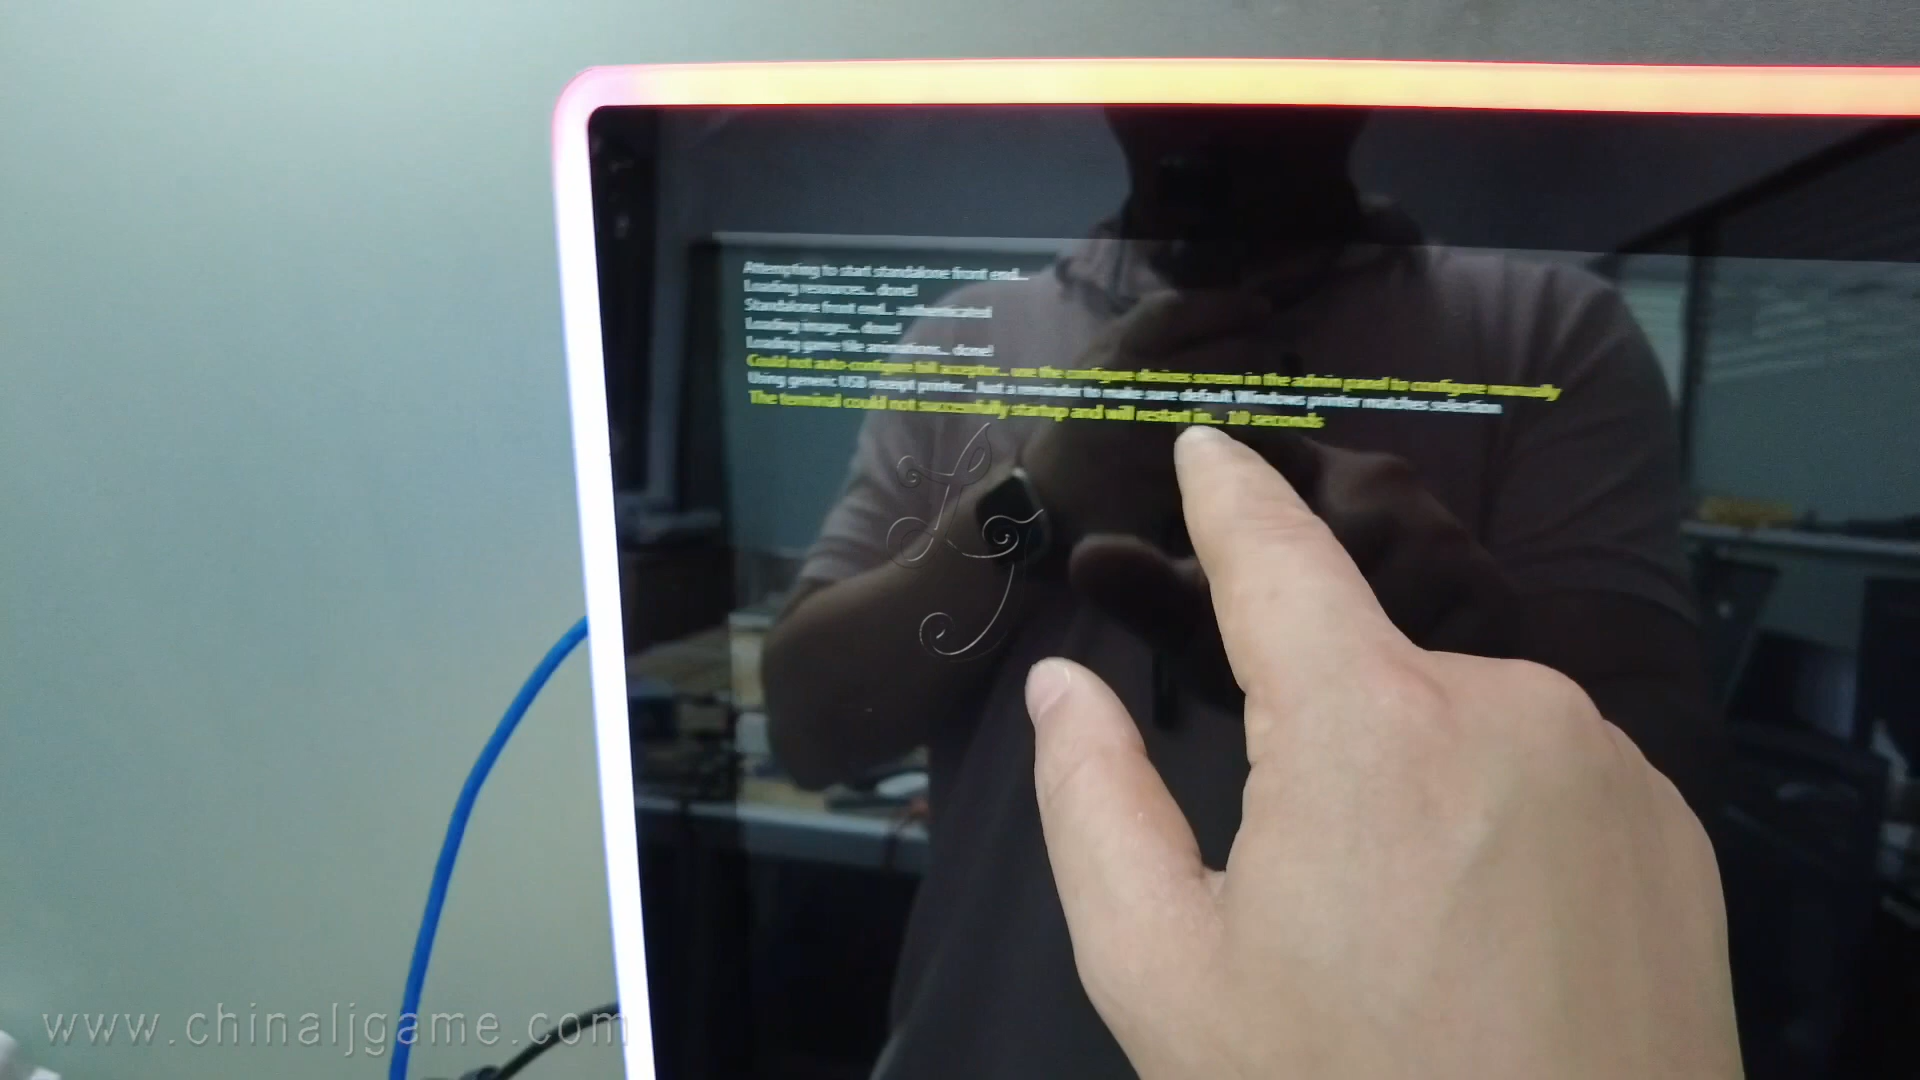 Attempting to start standalone front end...
Loading resources... done!
Standalone front end... authenticated
Loading images... done!
Loading game tile animations... done!
Could not auto-configure bill acceptor... use the configure devices screen in the admin panel to configure manually
Using generic USB receipt printer... Just a reminder to make sure default Windows printer matches selection
The terminal could not successfully startup and will restart in... 10 seconds
www.chinaljgame.com